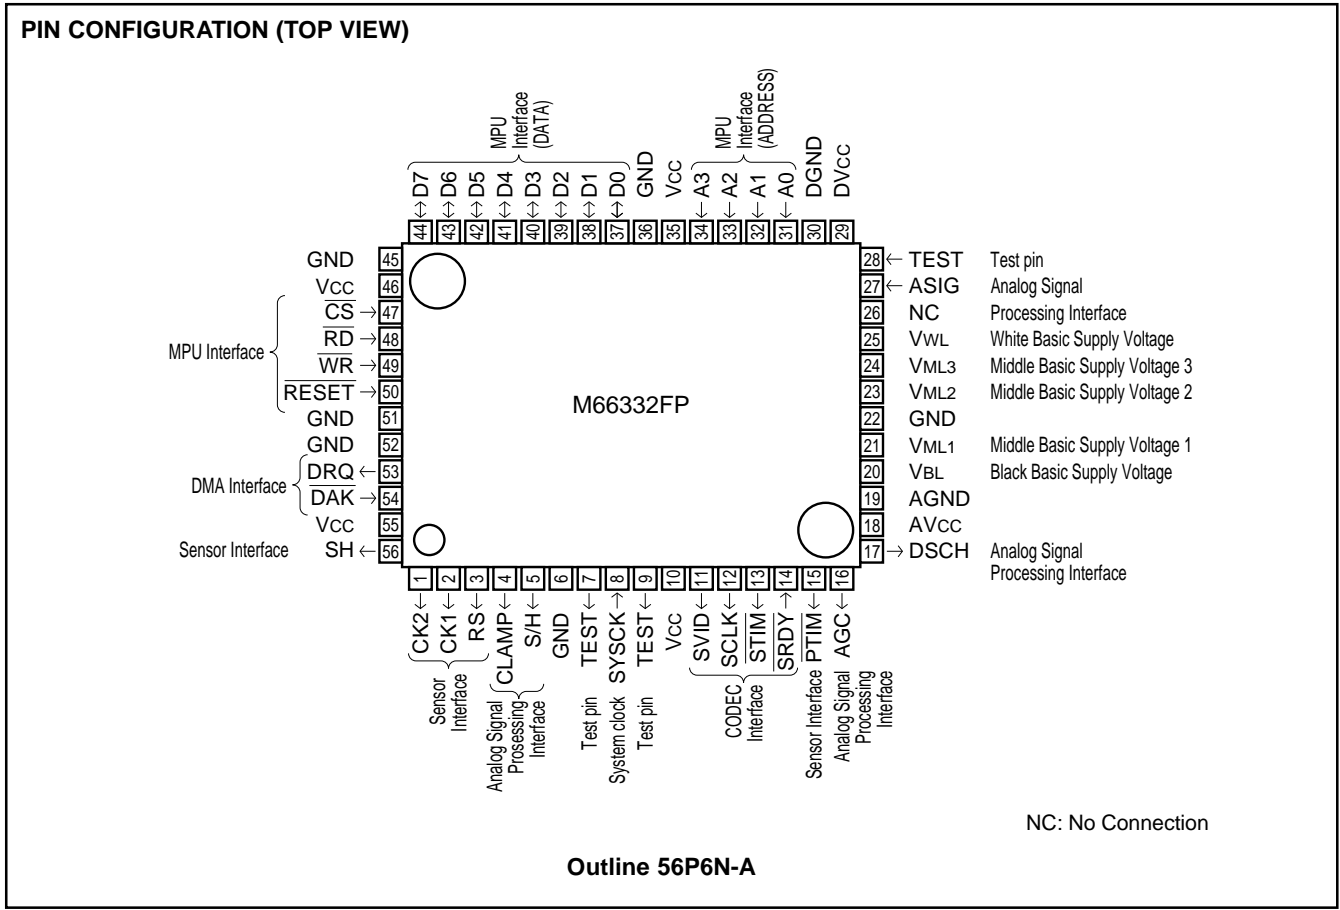 PIN CONFIGURATION (TOP VIEW)
MPU
Interface
(DATA)
MPU
Interface
(ADDRESS)
D7
D6
D5
D4
D3
D2
D1
D0
GND
VCC
A3
A2
A1
A0
DGND
DVCC
44
43
42
41
40
39
38
37
36
35
34
33
32
31
30
29
GND 45
VCC 46
MPU Interface
CS 47
RD 48
WR 49
RESET 50
GND 51
GND 52
DMA Interface
DRQ 53
DAK 54
VCC 55
Sensor Interface SH 56
M66332FP
28 TEST Test pin
27 ASIG Analog Signal
26 NC Processing Interface
25 VWL White Basic Supply Voltage
24 VML3 Middle Basic Supply Voltage 3
23 VML2 Middle Basic Supply Voltage 2
22 GND
21 VML1 Middle Basic Supply Voltage 1
20 VBL Black Basic Supply Voltage
19 AGND
18 AVCC
17 DSCH Analog Signal
Processing Interface
1
2
3
4
5
6
7
8
9
10
11
12
13
14
15
16
CK2
CK1
RS
CLAMP
S/H
GND
TEST
SYSCK
TEST
VCC
SVID
SCLK
STIM
SRDY
PTIM
AGC
Sensor
Interface
Analog Signal
Prosessing
Interface
Test pin
System clock
Test pin
CODEC
Interface
Sensor Interface
Analog Signal
Processing
Interface
NC: No Connection
Outline 56P6N-A